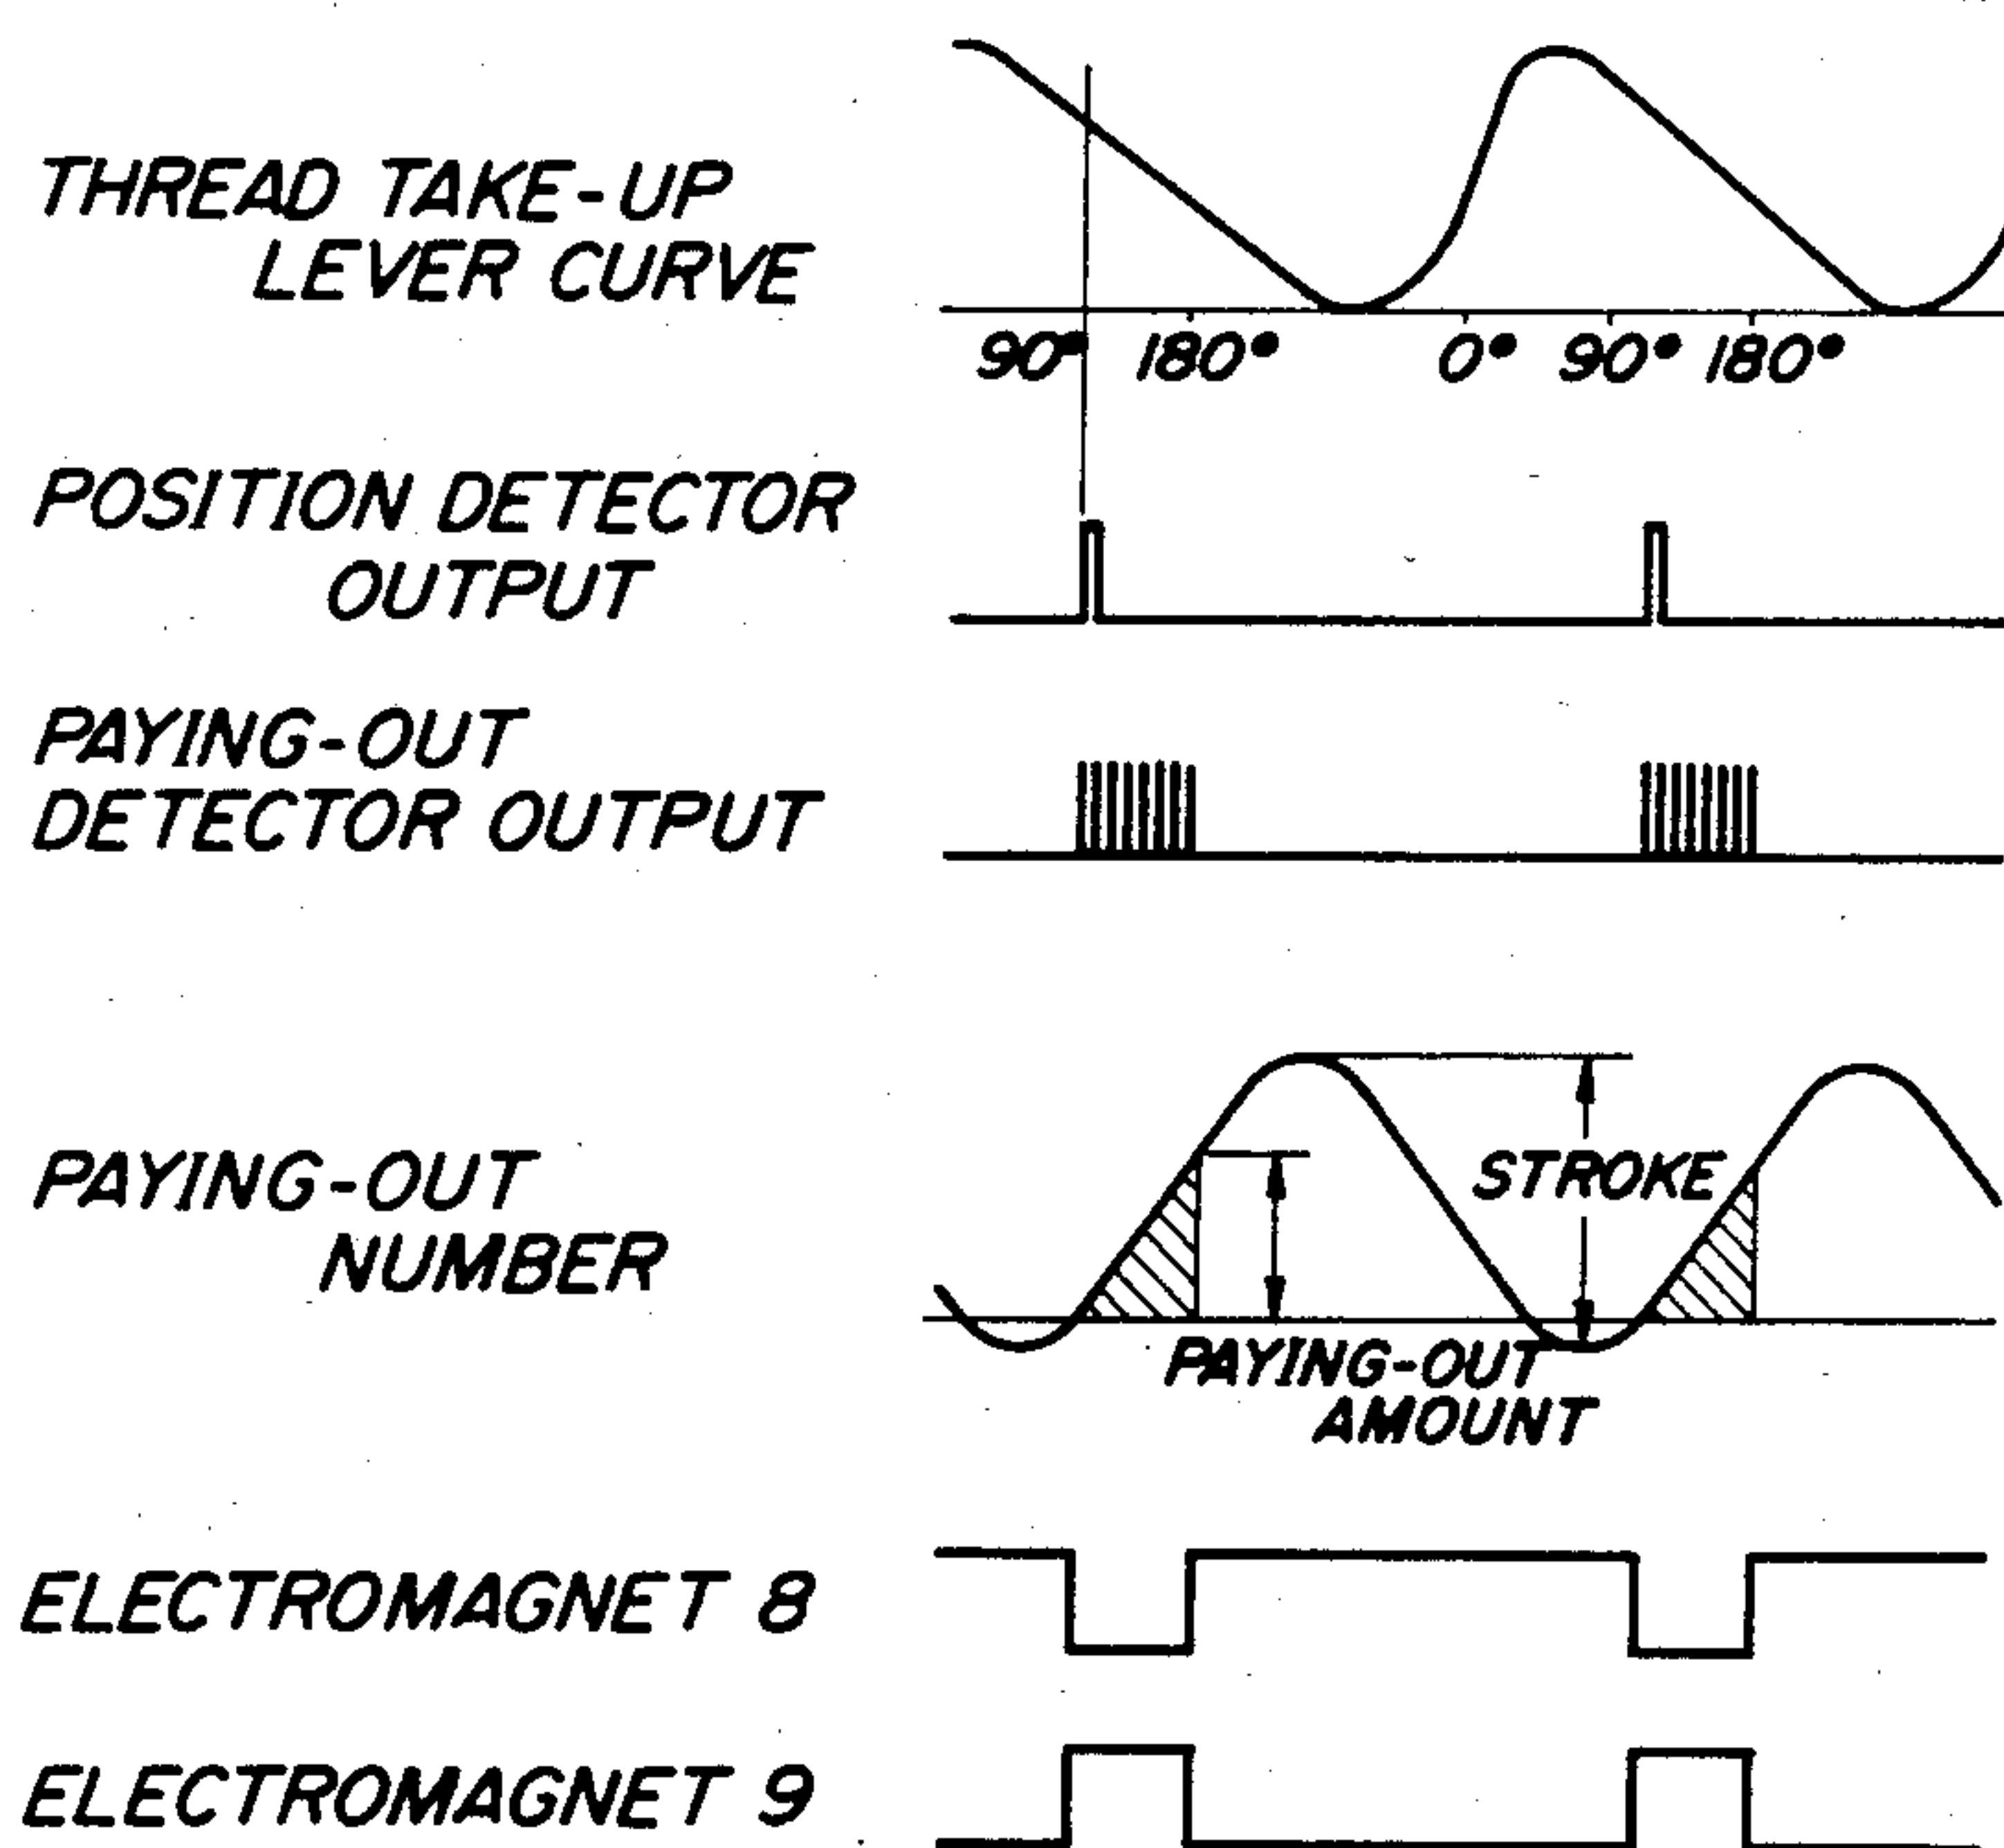 THREAD TAKE-UP
LEVER CURVE
90° 180° 0° 90° 180°
POSITION DETECTOR
OUTPUT
PAYING-OUT
DETECTOR OUTPUT
PAYING-OUT
NUMBER
STROKE
PAYING-OUT
AMOUNT
ELECTROMAGNET 8
ELECTROMAGNET 9